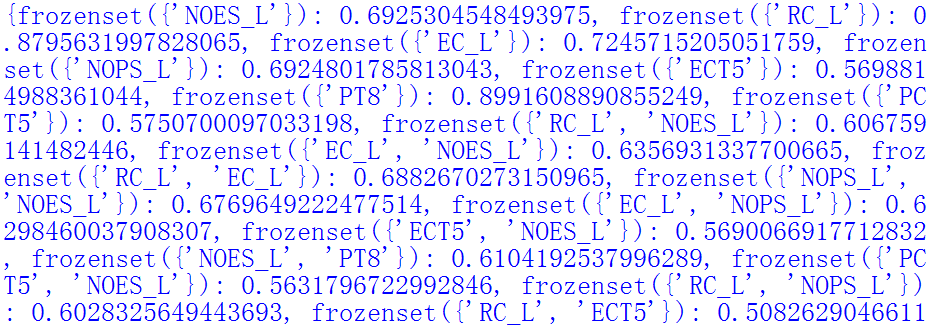 {frozenset({'NOES_L'}): 0.6925304548493975, frozenset({'RC_L'}): 0
.8795631997828065, frozenset({'EC_L'}): 0.7245715205051759, frozen
set({'NOPS_L'}): 0.6924801785813043, frozenset({'ECT5'}): 0.569881
4988361044, frozenset({'PT8'}): 0.8991608890855249, frozenset({'PC
T5'}): 0.5750700097033198, frozenset({'RC_L', 'NOES_L'}): 0.606759
141482446, frozenset({'EC_L', 'NOES_L'}): 0.6356931337700665, froz
enset({'RC_L', 'EC_L'}): 0.6882670273150965, frozenset({'NOPS_L', 
'NOES_L'}): 0.6769649222477514, frozenset({'EC_L', 'NOPS_L'}): 0.6
298460037908307, frozenset({'ECT5', 'NOES_L'}): 0.5690066917712832
, frozenset({'NOES_L', 'PT8'}): 0.6104192537996289, frozenset({'PC
T5', 'NOES_L'}): 0.5631796722992846, frozenset({'RC_L', 'NOPS_L'})
: 0.6028325649443693, frozenset({'RC_L', 'ECT5'}): 0.5082629046611